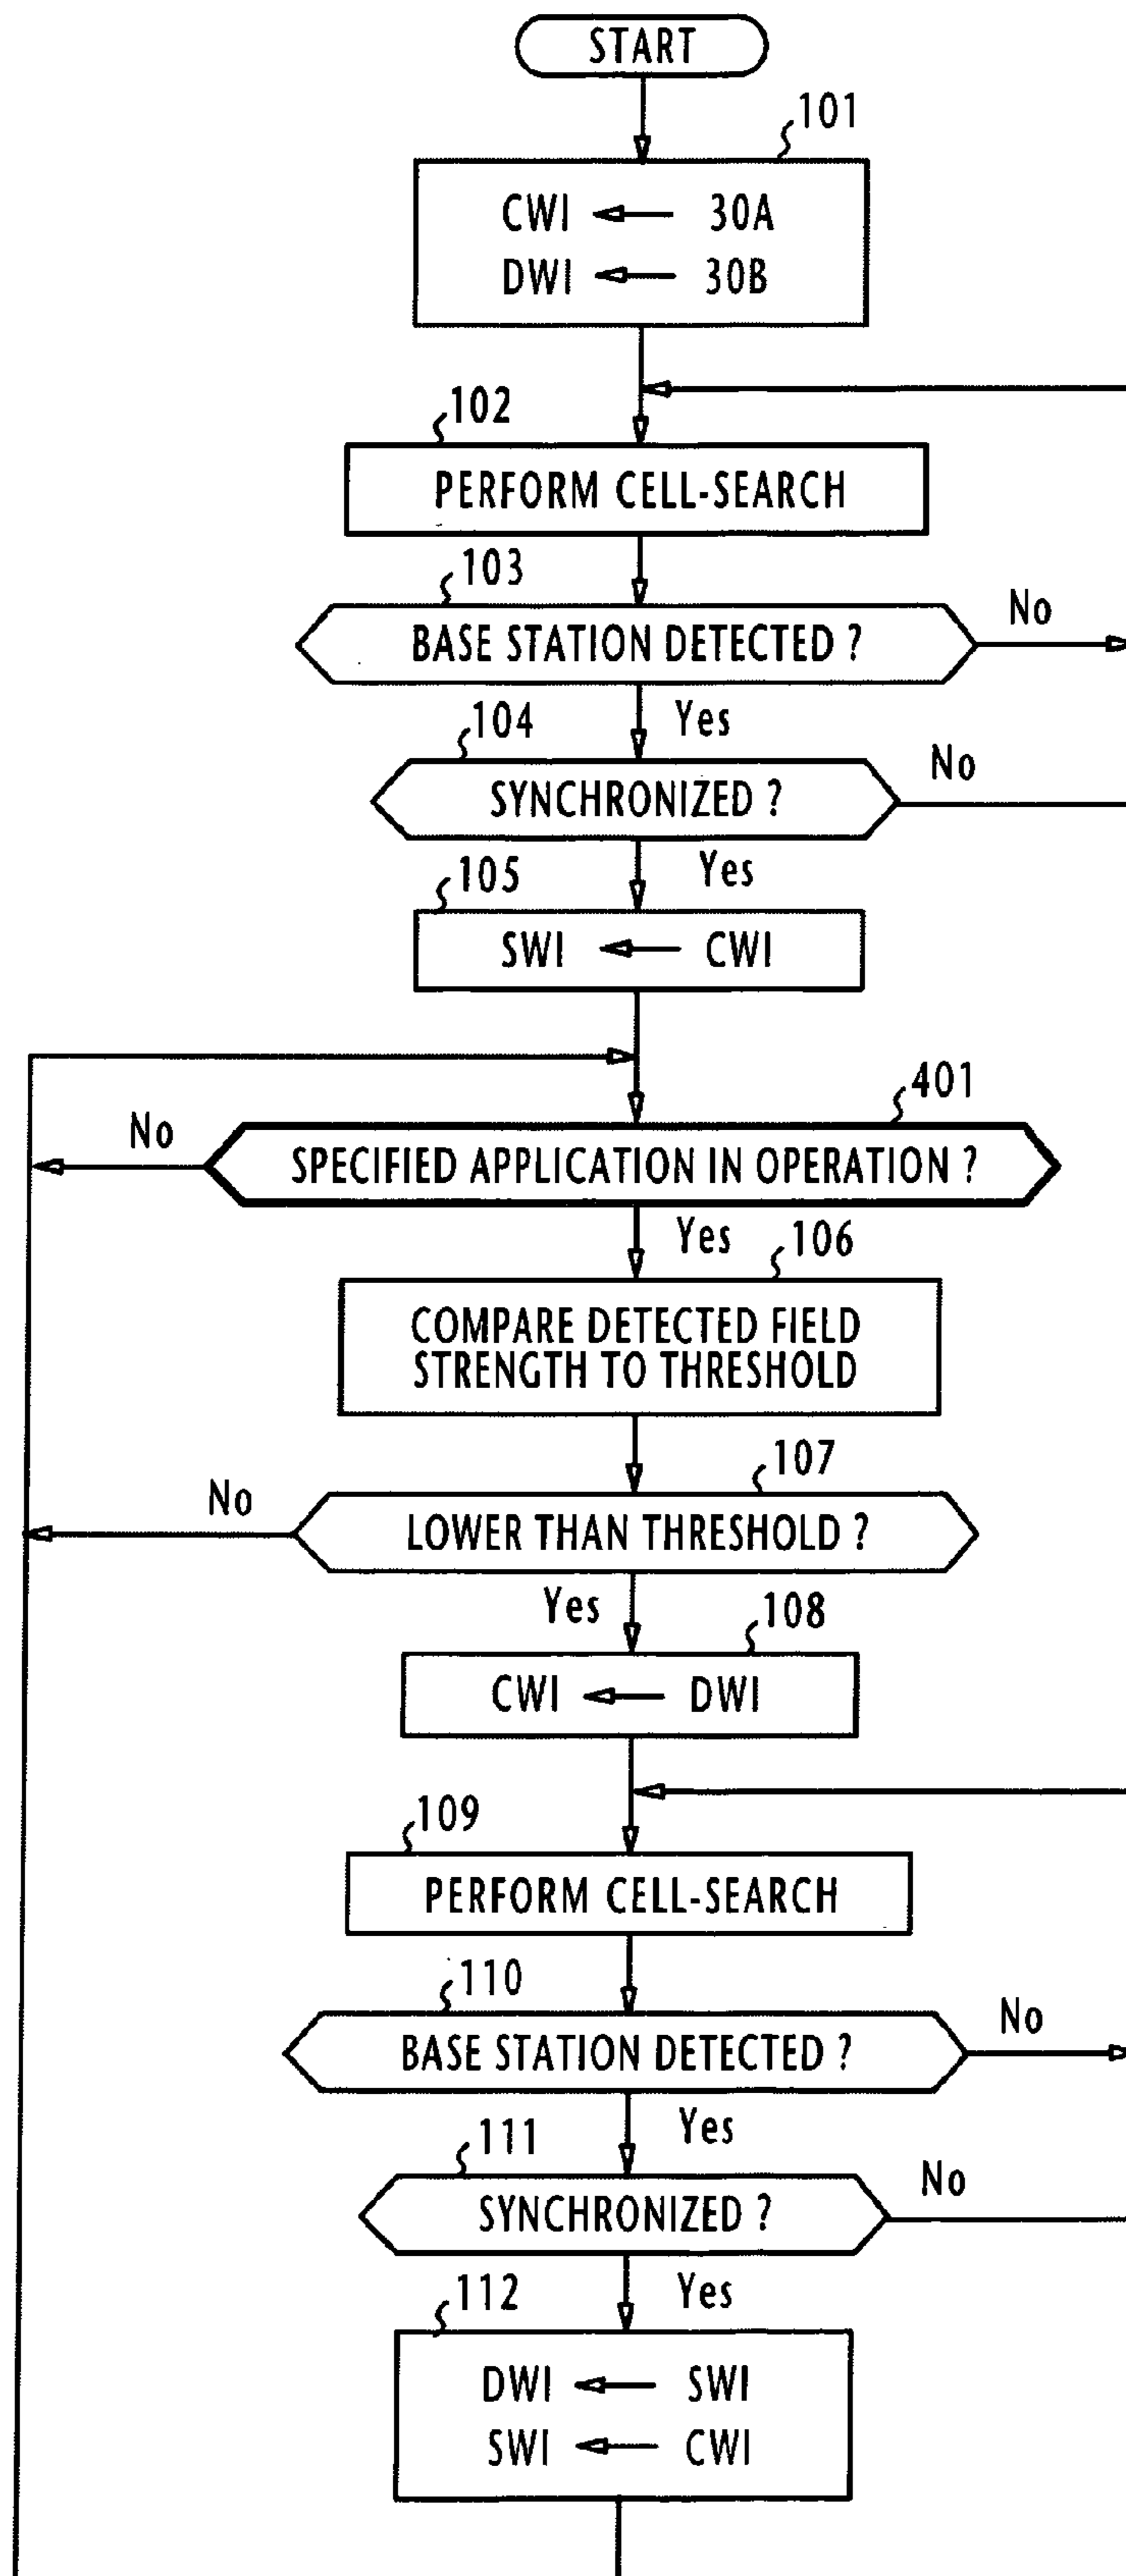 START
101
CWI ← 30A
DWI ← 30B
102
PERFORM CELL-SEARCH
103
BASE STATION DETECTED ?
No
Yes
104
SYNCHRONIZED ?
No
Yes
105
SWI ← CWI
401
No
SPECIFIED APPLICATION IN OPERATION ?
Yes
106
COMPARE DETECTED FIELD
STRENGTH TO THRESHOLD
107
No
LOWER THAN THRESHOLD ?
Yes
108
CWI ← DWI
109
PERFORM CELL-SEARCH
110
BASE STATION DETECTED ?
No
Yes
111
SYNCHRONIZED ?
No
Yes
112
DWI ← SWI
SWI ← CWI